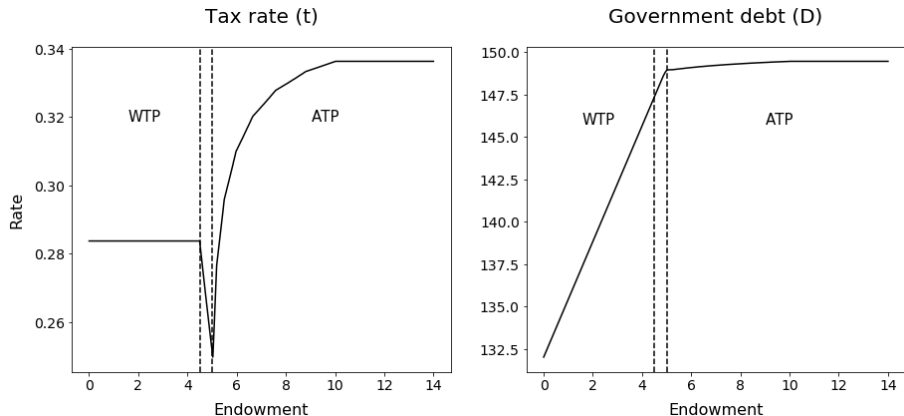 Tax rate (t)
0.34
0.32
0.30
0.28
0.26
Rate
WTP
ATP
0 2 4 6 8 10 12 14
Endowment
Government debt (D)
150.0
147.5
145.0
142.5
140.0
137.5
135.0
132.5
WTP
ATP
0 2 4 6 8 10 12 14
Endowment